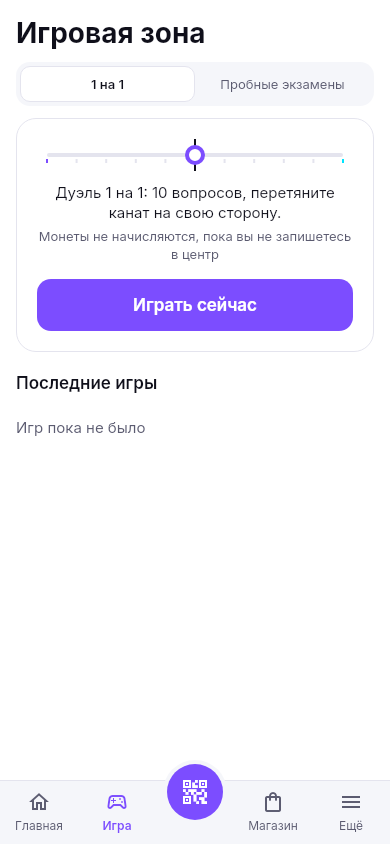 Игровая зона
1 на 1
Пробные экзамены
Дуэль 1 на 1: 10 вопросов, перетяните
канат на свою сторону.
Монеты не начисляются, пока вы не запишетесь
в центр
Играть сейчас
Последние игры
Игр пока не было
Главная
Игра
Магазин
Ещё